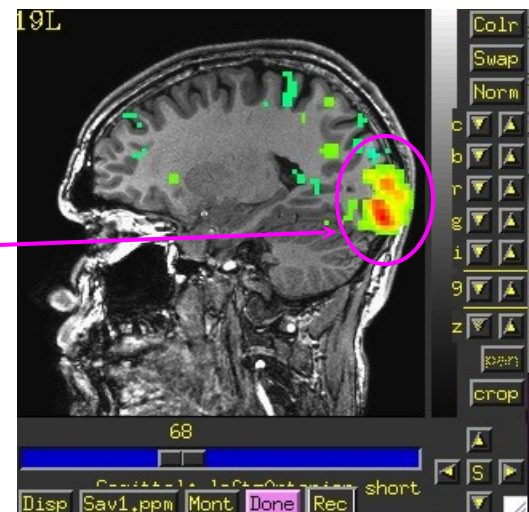 19L
Colr
Swap
Norm
c
b
r
g
i
9
z
pan
crop
68
short
S
Disp Sav1.ppm Mont Done Rec